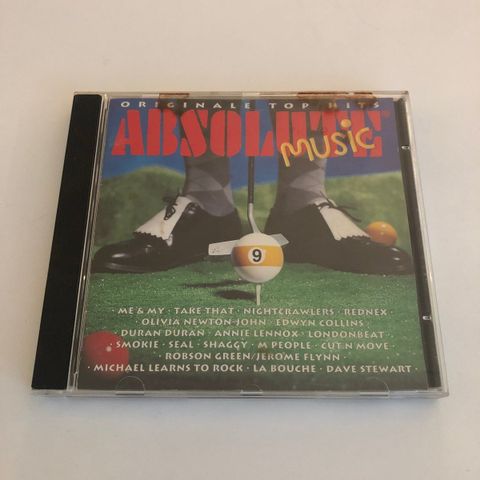 ORIGINALE TOP HITS
ABSOLUTE
MUSIC
9
· ME & MY · TAKE THAT · NIGHTCRAWLERS · REDNEX ·
· OLIVIA NEWTON-JOHN · EDWYN COLLINS ·
· DURAN DURAN · ANNIE LENNOX · LONDONBEAT ·
· SMOKIE · SEAL · SHAGGY · M PEOPLE · CUT N MOVE ·
· ROBSON GREEN/JEROME FLYNN ·
· MICHAEL LEARNS TO ROCK · LA BOUCHE · DAVE STEWART ·